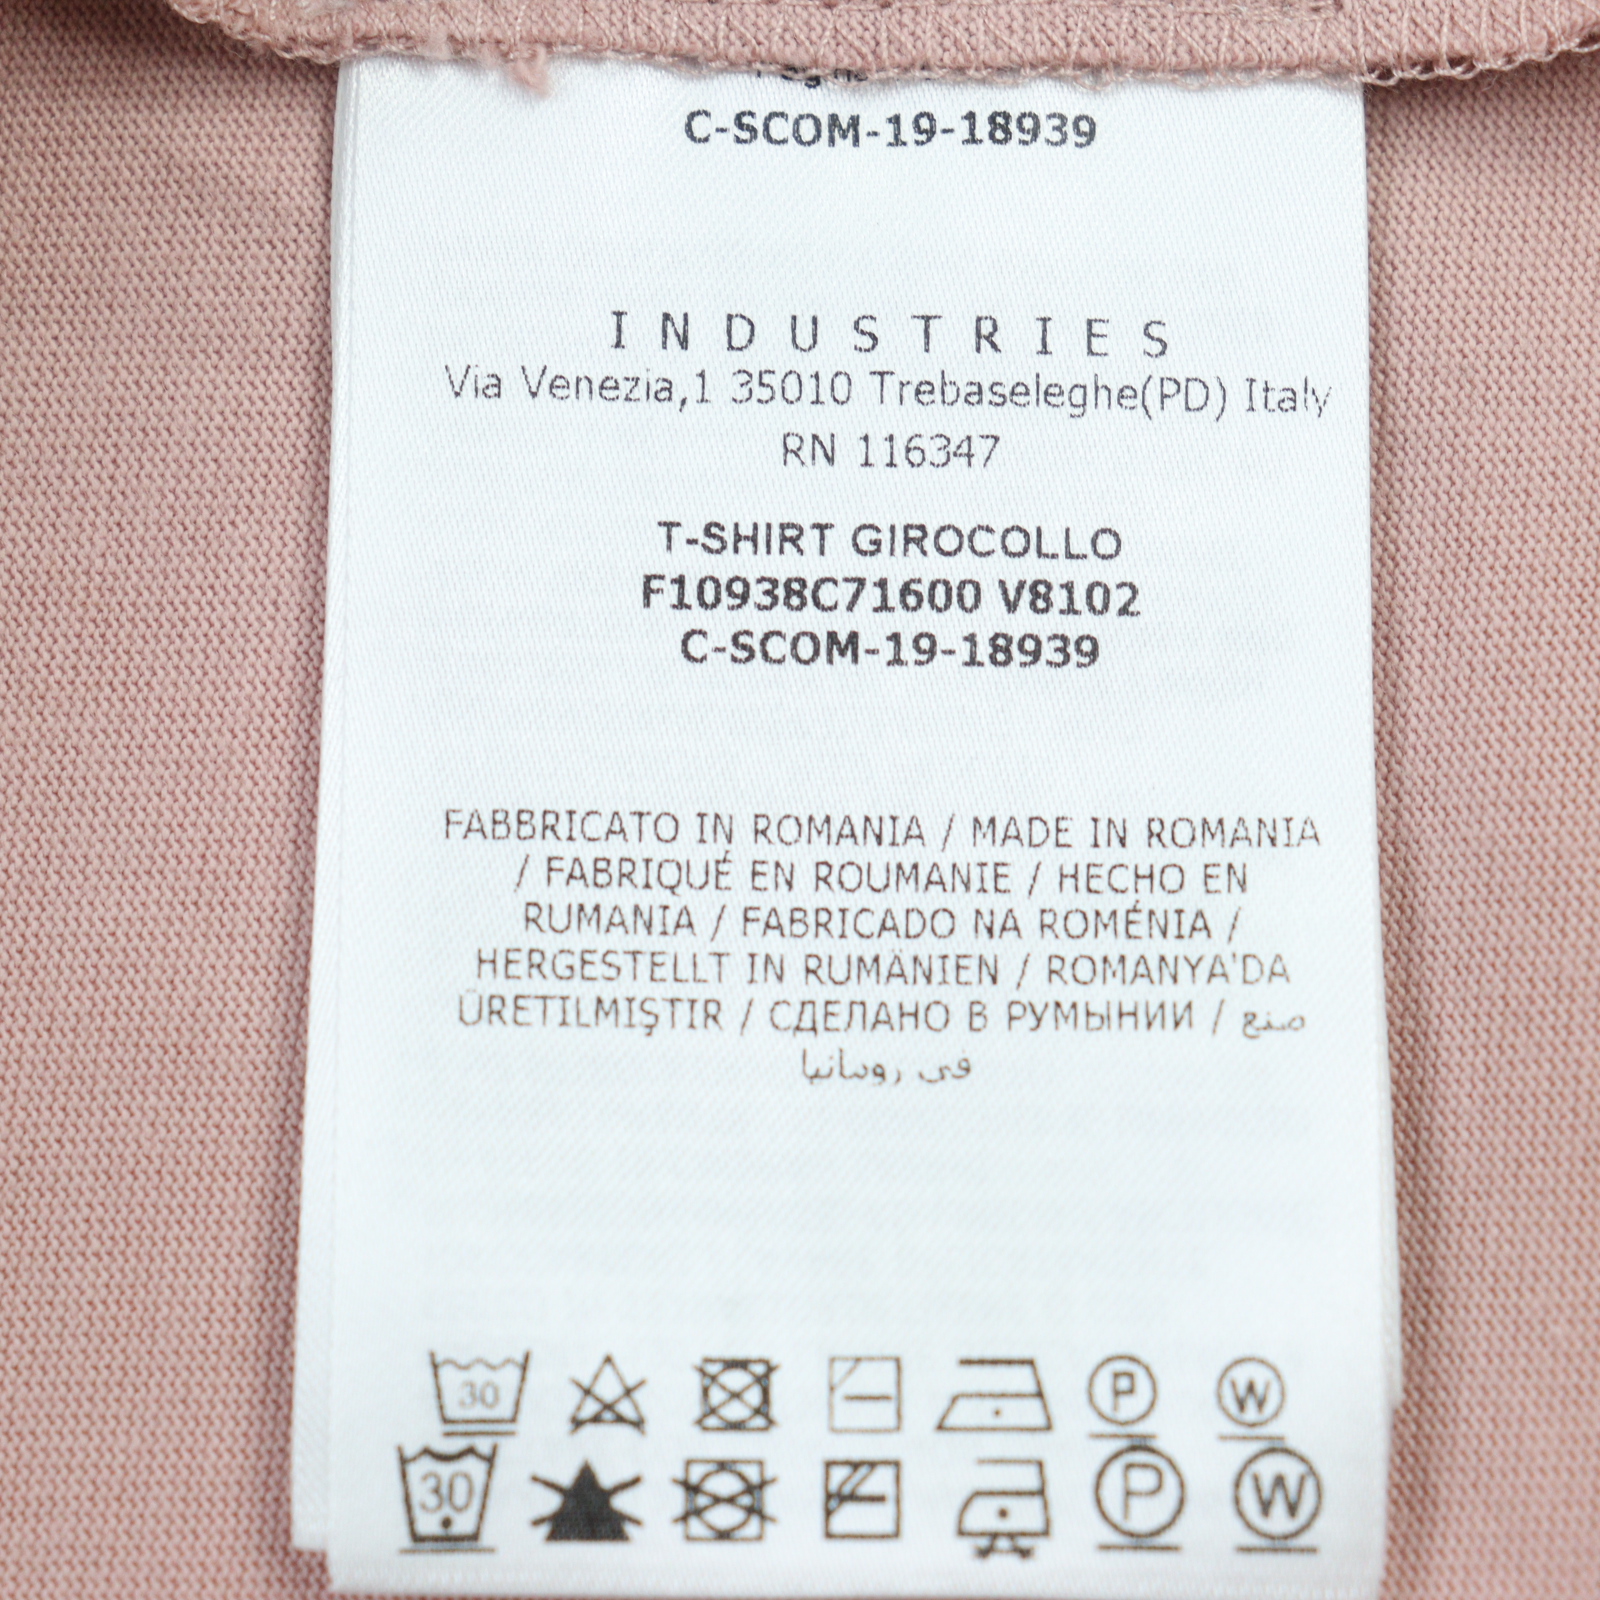 C-SCOM-19-18939
INDUSTRIES
Via Venezia,1 35010 Trebaseleghe(PD) Italy
RN 116347
T-SHIRT GIROCOLLO
F10938C71600 V8102
C-SCOM-19-18939
FABBRICATO IN ROMANIA / MADE IN ROMANIA
/ FABRIQUÉ EN ROUMANIE / HECHO EN
RUMANIA / FABRICADO NA ROMÉNIA /
HERGESTELLT IN RUMÄNIEN / ROMANYA'DA
ÜRETILMIŞTIR / СДЕЛАНО В РУМЫНИИ / صنع
في رومانيا
30 P W
30 P W